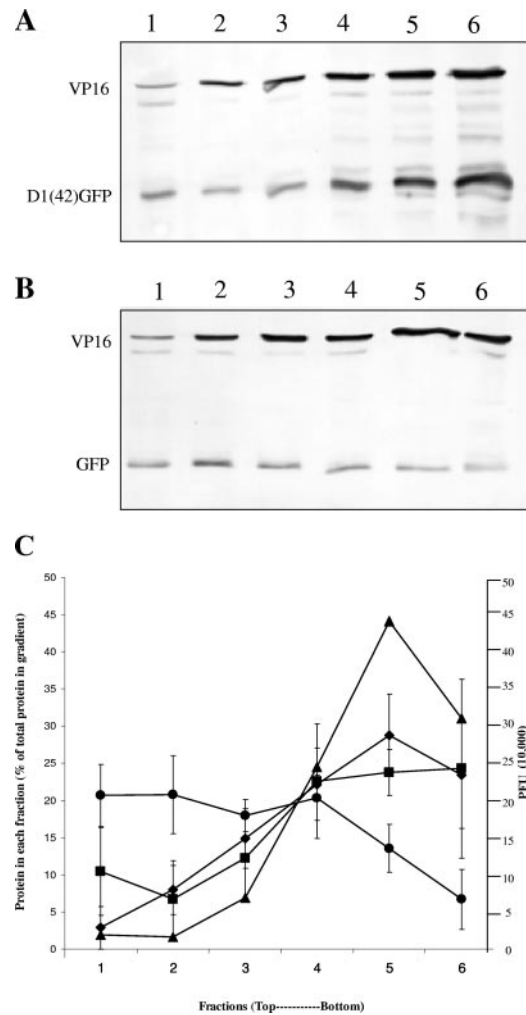 A
1 2 3 4 5 6
VP16
D1(42)GFP
B
1 2 3 4 5 6
VP16
GFP
C
Protein in each fraction (% of total protein in gradient)
50
45
40
35
30
25
20
15
10
5
0
50
45
40
35
30
25
20
15
10
5
0
PFU (10.000)
1 2 3 4 5 6
Fractions (Top-----------Bottom)